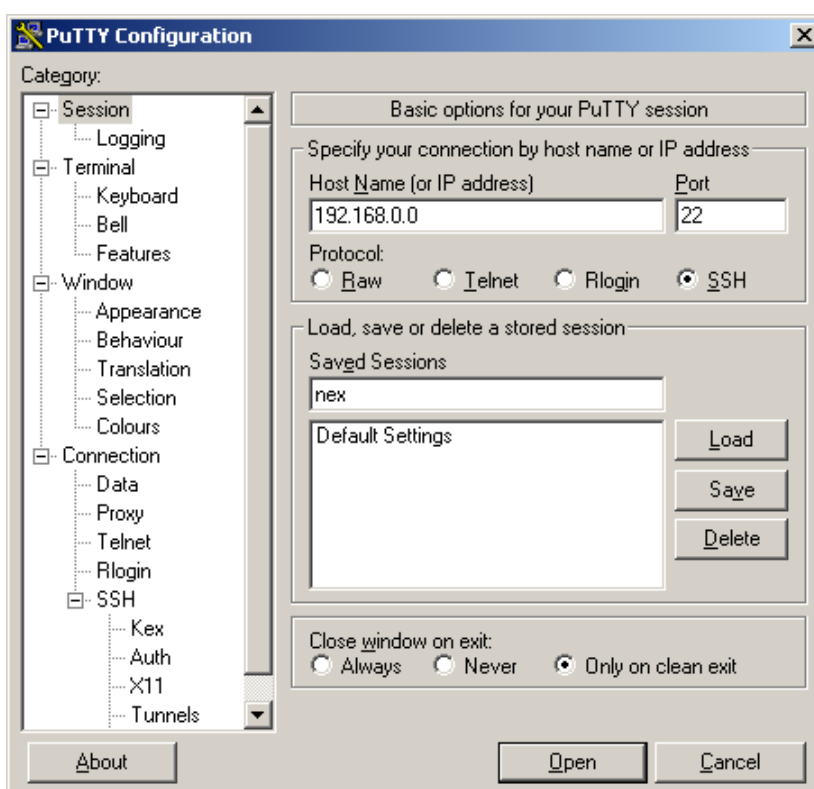 PuTTY Configuration
Category:
Session
Logging
Terminal
Keyboard
Bell
Features
Window
Appearance
Behaviour
Translation
Selection
Colours
Connection
Data
Proxy
Telnet
Rlogin
SSH
Kex
Auth
X11
Tunnels
Basic options for your PuTTY session
Specify your connection by host name or IP address
Host Name (or IP address) Port
192.168.0.0 22
Protocol:
Raw Telnet Rlogin SSH
Load, save or delete a stored session
Saved Sessions
nex
Default Settings
Load
Save
Delete
Close window on exit:
Always Never Only on clean exit
About Open Cancel